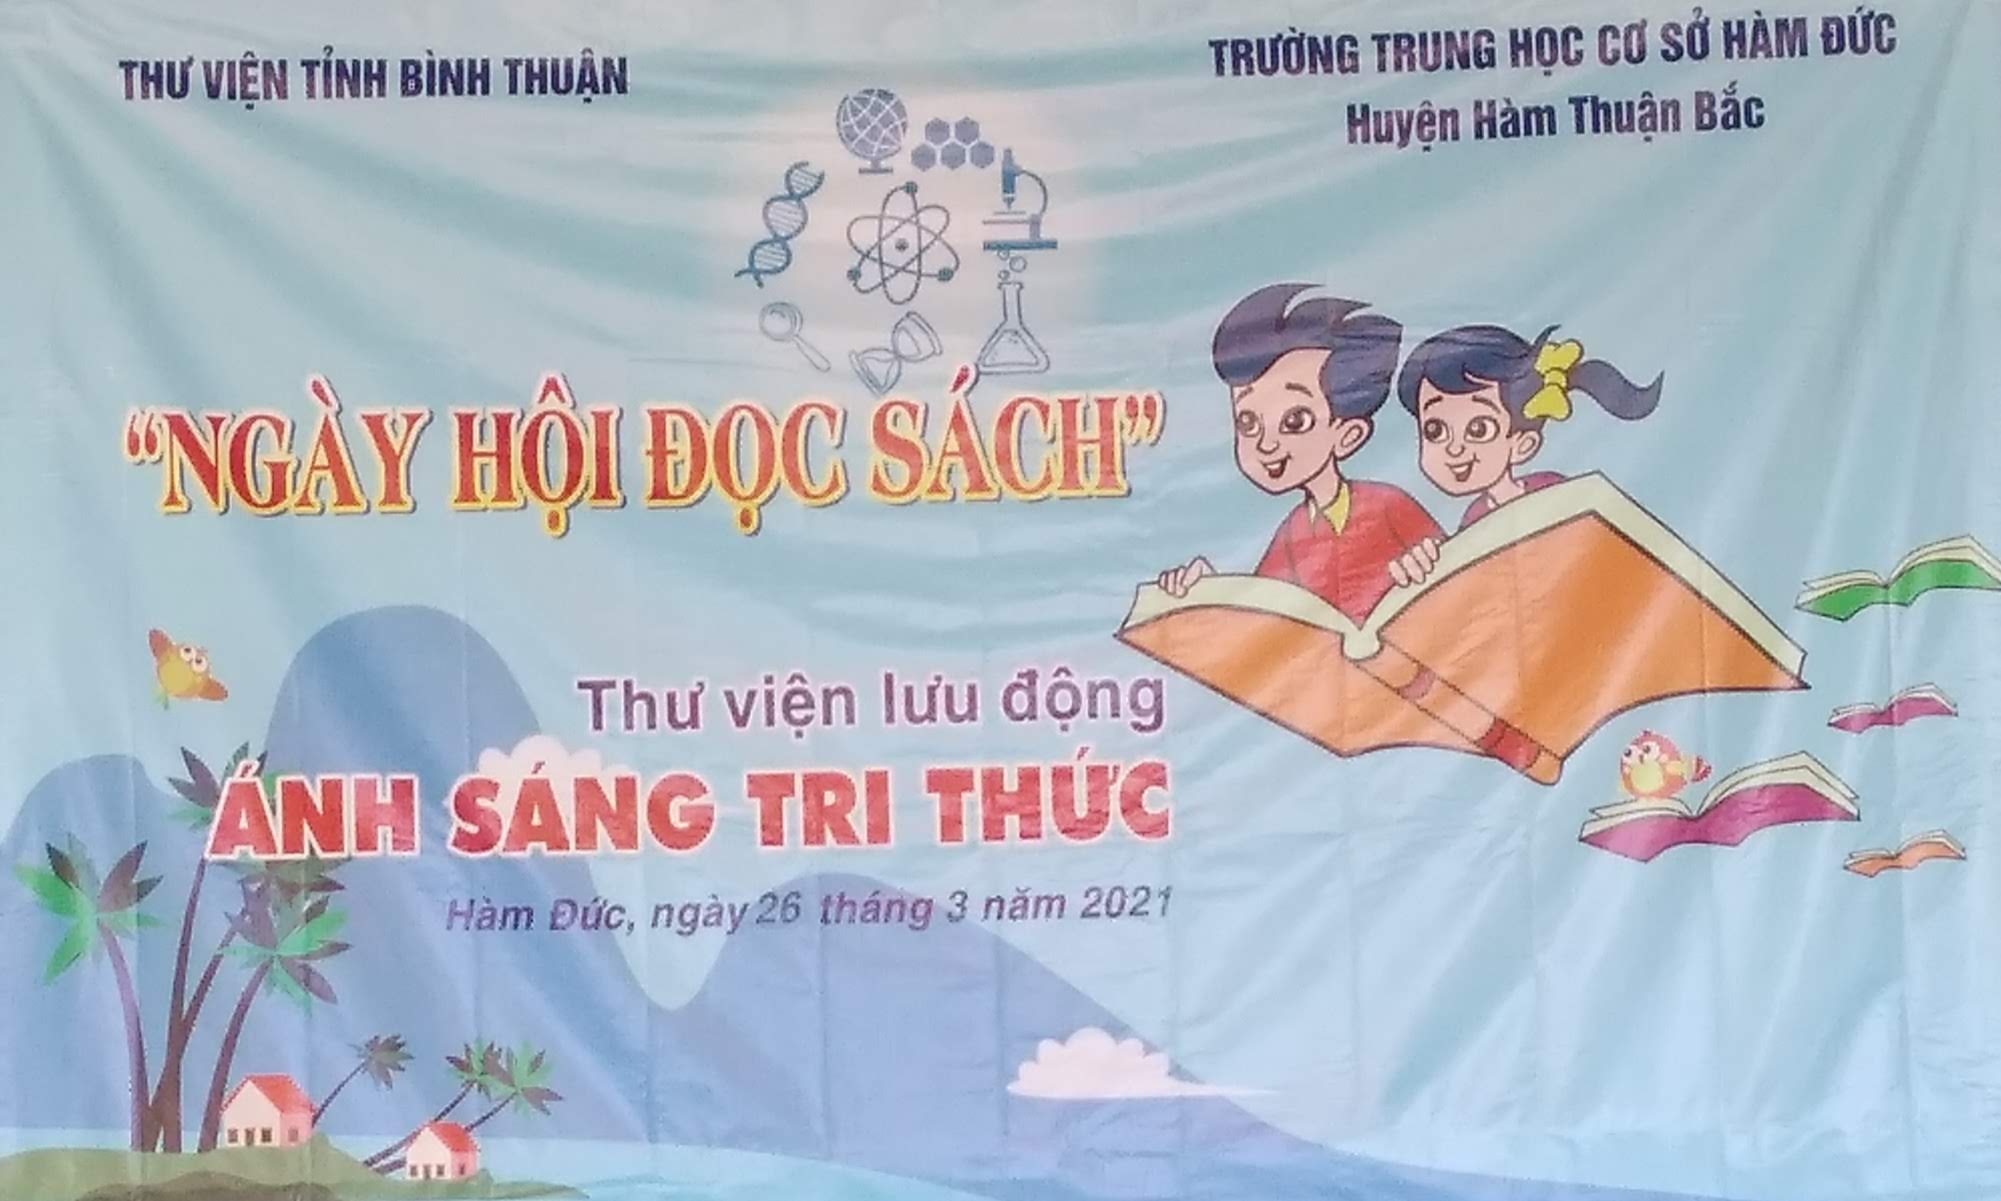 THƯ VIỆN TỈNH BÌNH THUẬN
TRƯỜNG TRUNG HỌC CƠ SỞ HÀM ĐỨC
Huyện Hàm Thuận Bắc
“NGÀY HỘI ĐỌC SÁCH”
Thư viện lưu động
ÁNH SÁNG TRI THỨC
Hàm Đức, ngày 26 tháng 3 năm 2021